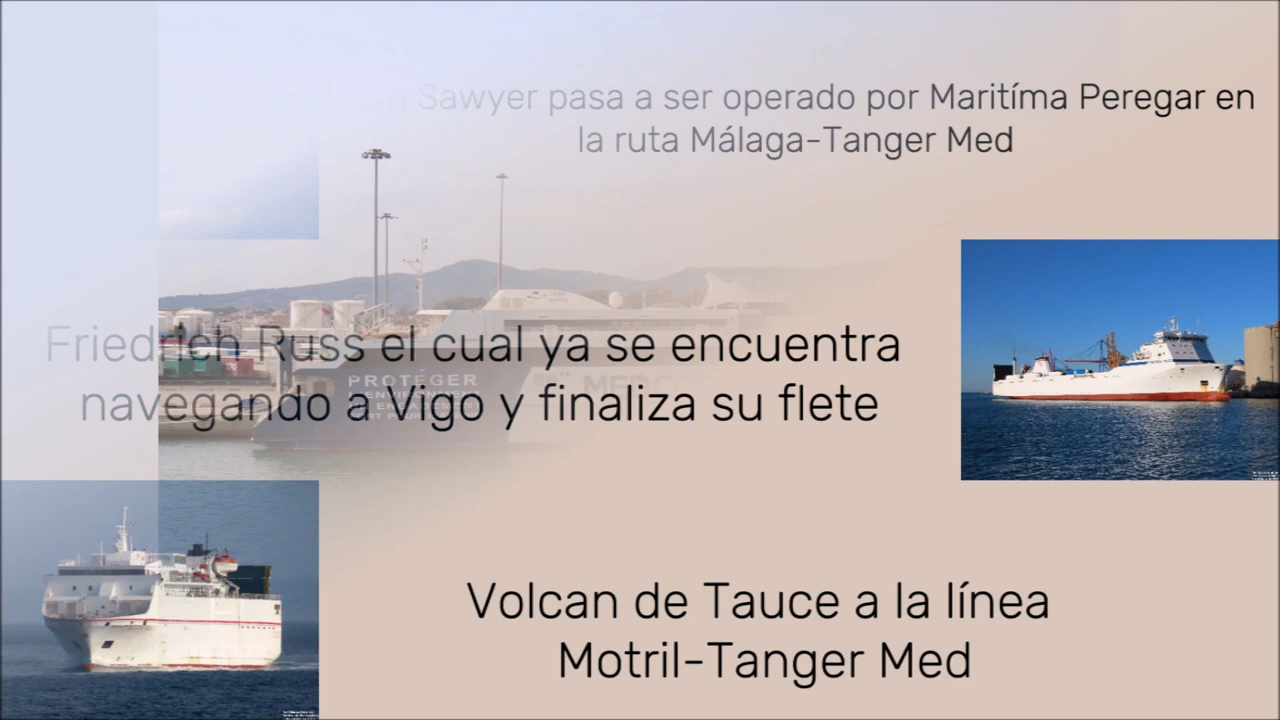 Sawyer pasa a ser operado por Maritíma Peregar en
la ruta Málaga-Tanger Med
Friedrich Russ el cual ya se encuentra
navegando a Vigo y finaliza su flete
PROTÉGER
Volcan de Tauce a la línea
Motril-Tanger Med